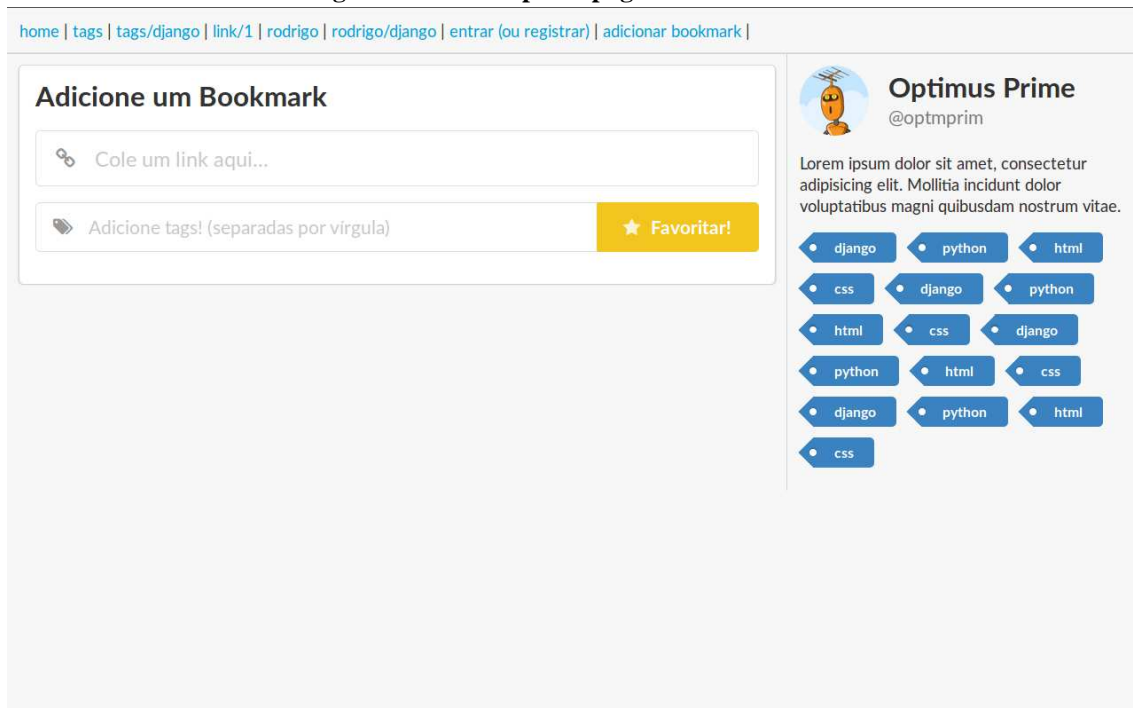 home | tags | tags/django | link/1 | rodrigo | rodrigo/django | entrar (ou registrar) | adicionar bookmark |
Adicione um Bookmark
Cole um link aqui...
Adicione tags! (separadas por vírgula)
Favoritar!
Optimus Prime
@optmprim
Lorem ipsum dolor sit amet, consectetur
adipisicing elit. Mollitia incidunt dolor
voluptatibus magni quibusdam nostrum vitae.
django python html
css django python
html css django
python html css
django python html
css